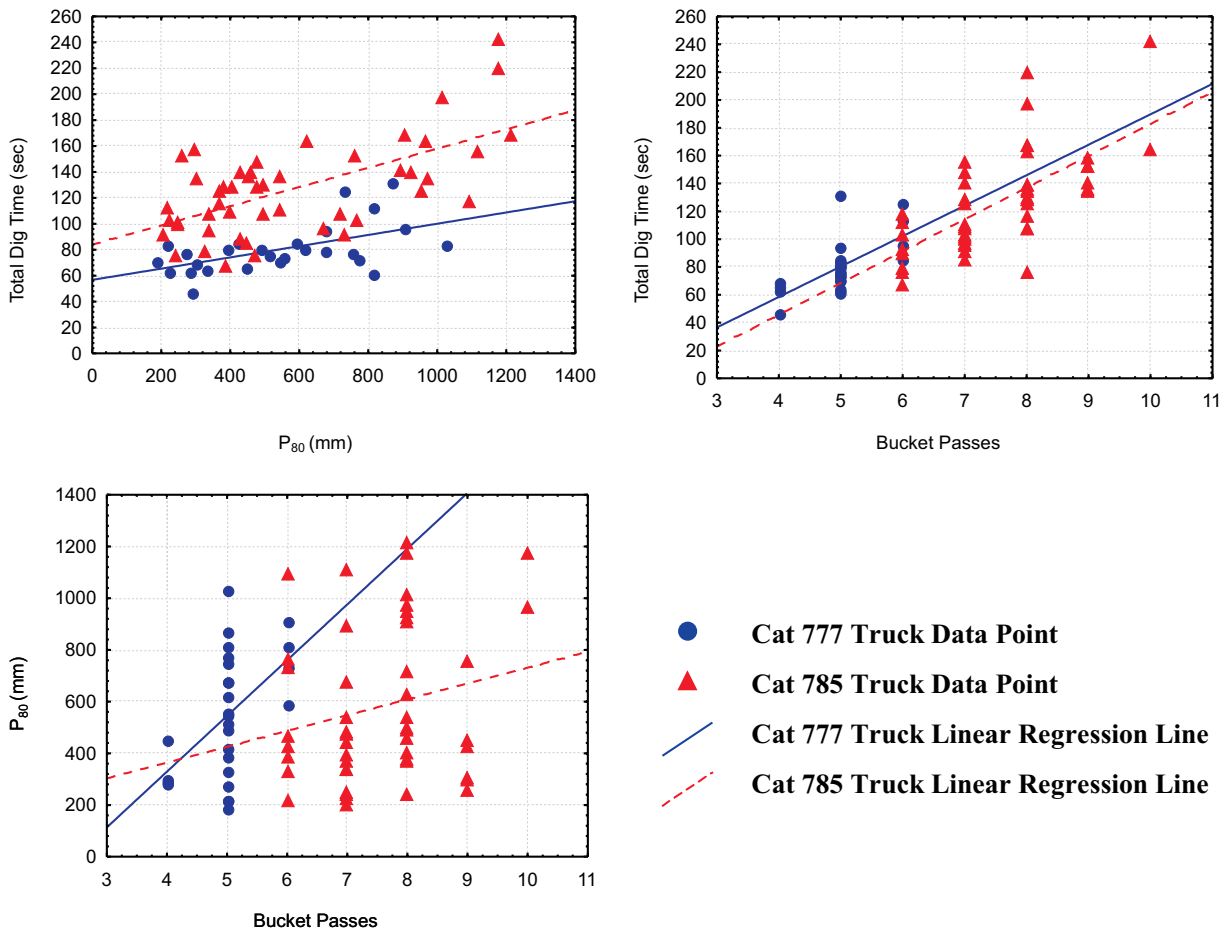 260
240
220
200
180
160
140
120
100
80
60
40
20
0
Total Dig Time (sec)
0 200 400 600 800 1000 1200 1400
P80 (mm)
260
240
220
200
180
160
140
120
100
80
60
40
20
0
Total Dig Time (sec)
3 4 5 6 7 8 9 10 11
Bucket Passes
1400
1200
1000
800
600
400
200
0
P80 (mm)
3 4 5 6 7 8 9 10 11
Bucket Passes
Cat 777 Truck Data Point
Cat 785 Truck Data Point
Cat 777 Truck Linear Regression Line
Cat 785 Truck Linear Regression Line